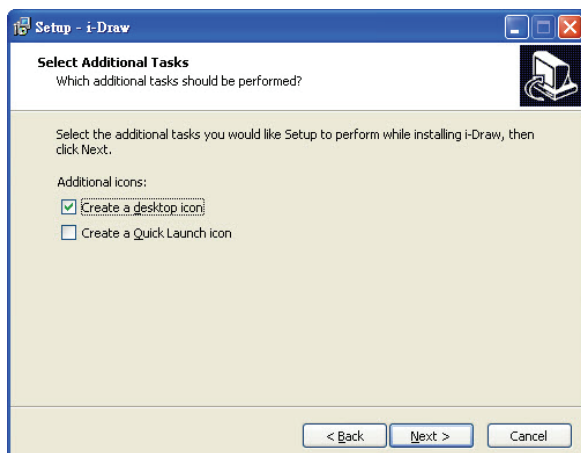 Setup - i-Draw
Select Additional Tasks
Which additional tasks should be performed?
Select the additional tasks you would like Setup to perform while installing i-Draw, then
click Next.
Additional icons:
Create a desktop icon
Create a Quick Launch icon
< Back
Next >
Cancel